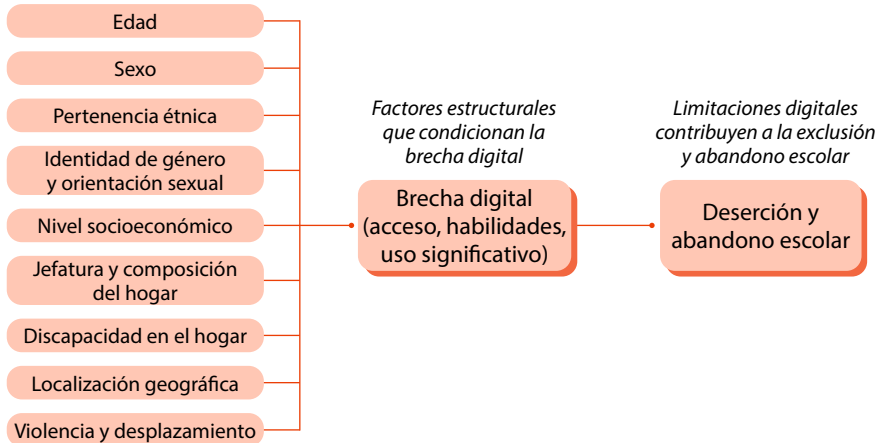 Edad
Sexo
Pertenencia étnica
Identidad de género
y orientación sexual
Nivel socioeconómico
Jefatura y composición
del hogar
Discapacidad en el hogar
Localización geográfica
Violencia y desplazamiento
Factores estructurales
que condicionan la
brecha digital
Brecha digital
(acceso, habilidades,
uso significativo)
Limitaciones digitales
contribuyen a la exclusión
y abandono escolar
Deserción y
abandono escolar